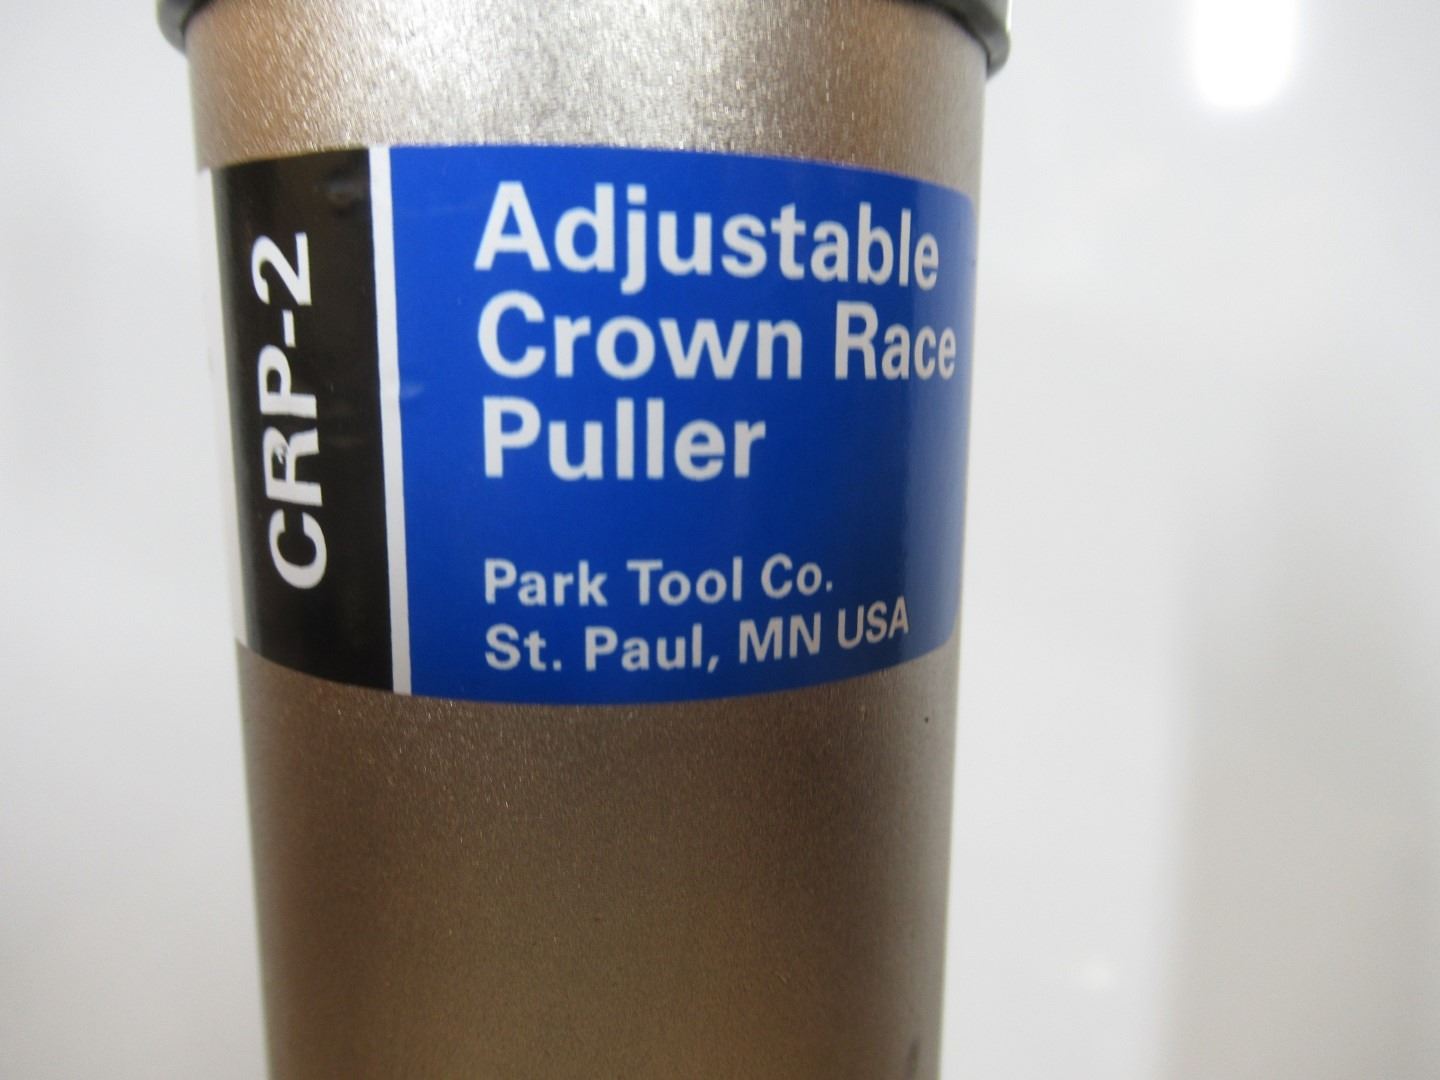 CRP-2
Adjustable
Crown Race
Puller
Park Tool Co.
St. Paul, MN USA